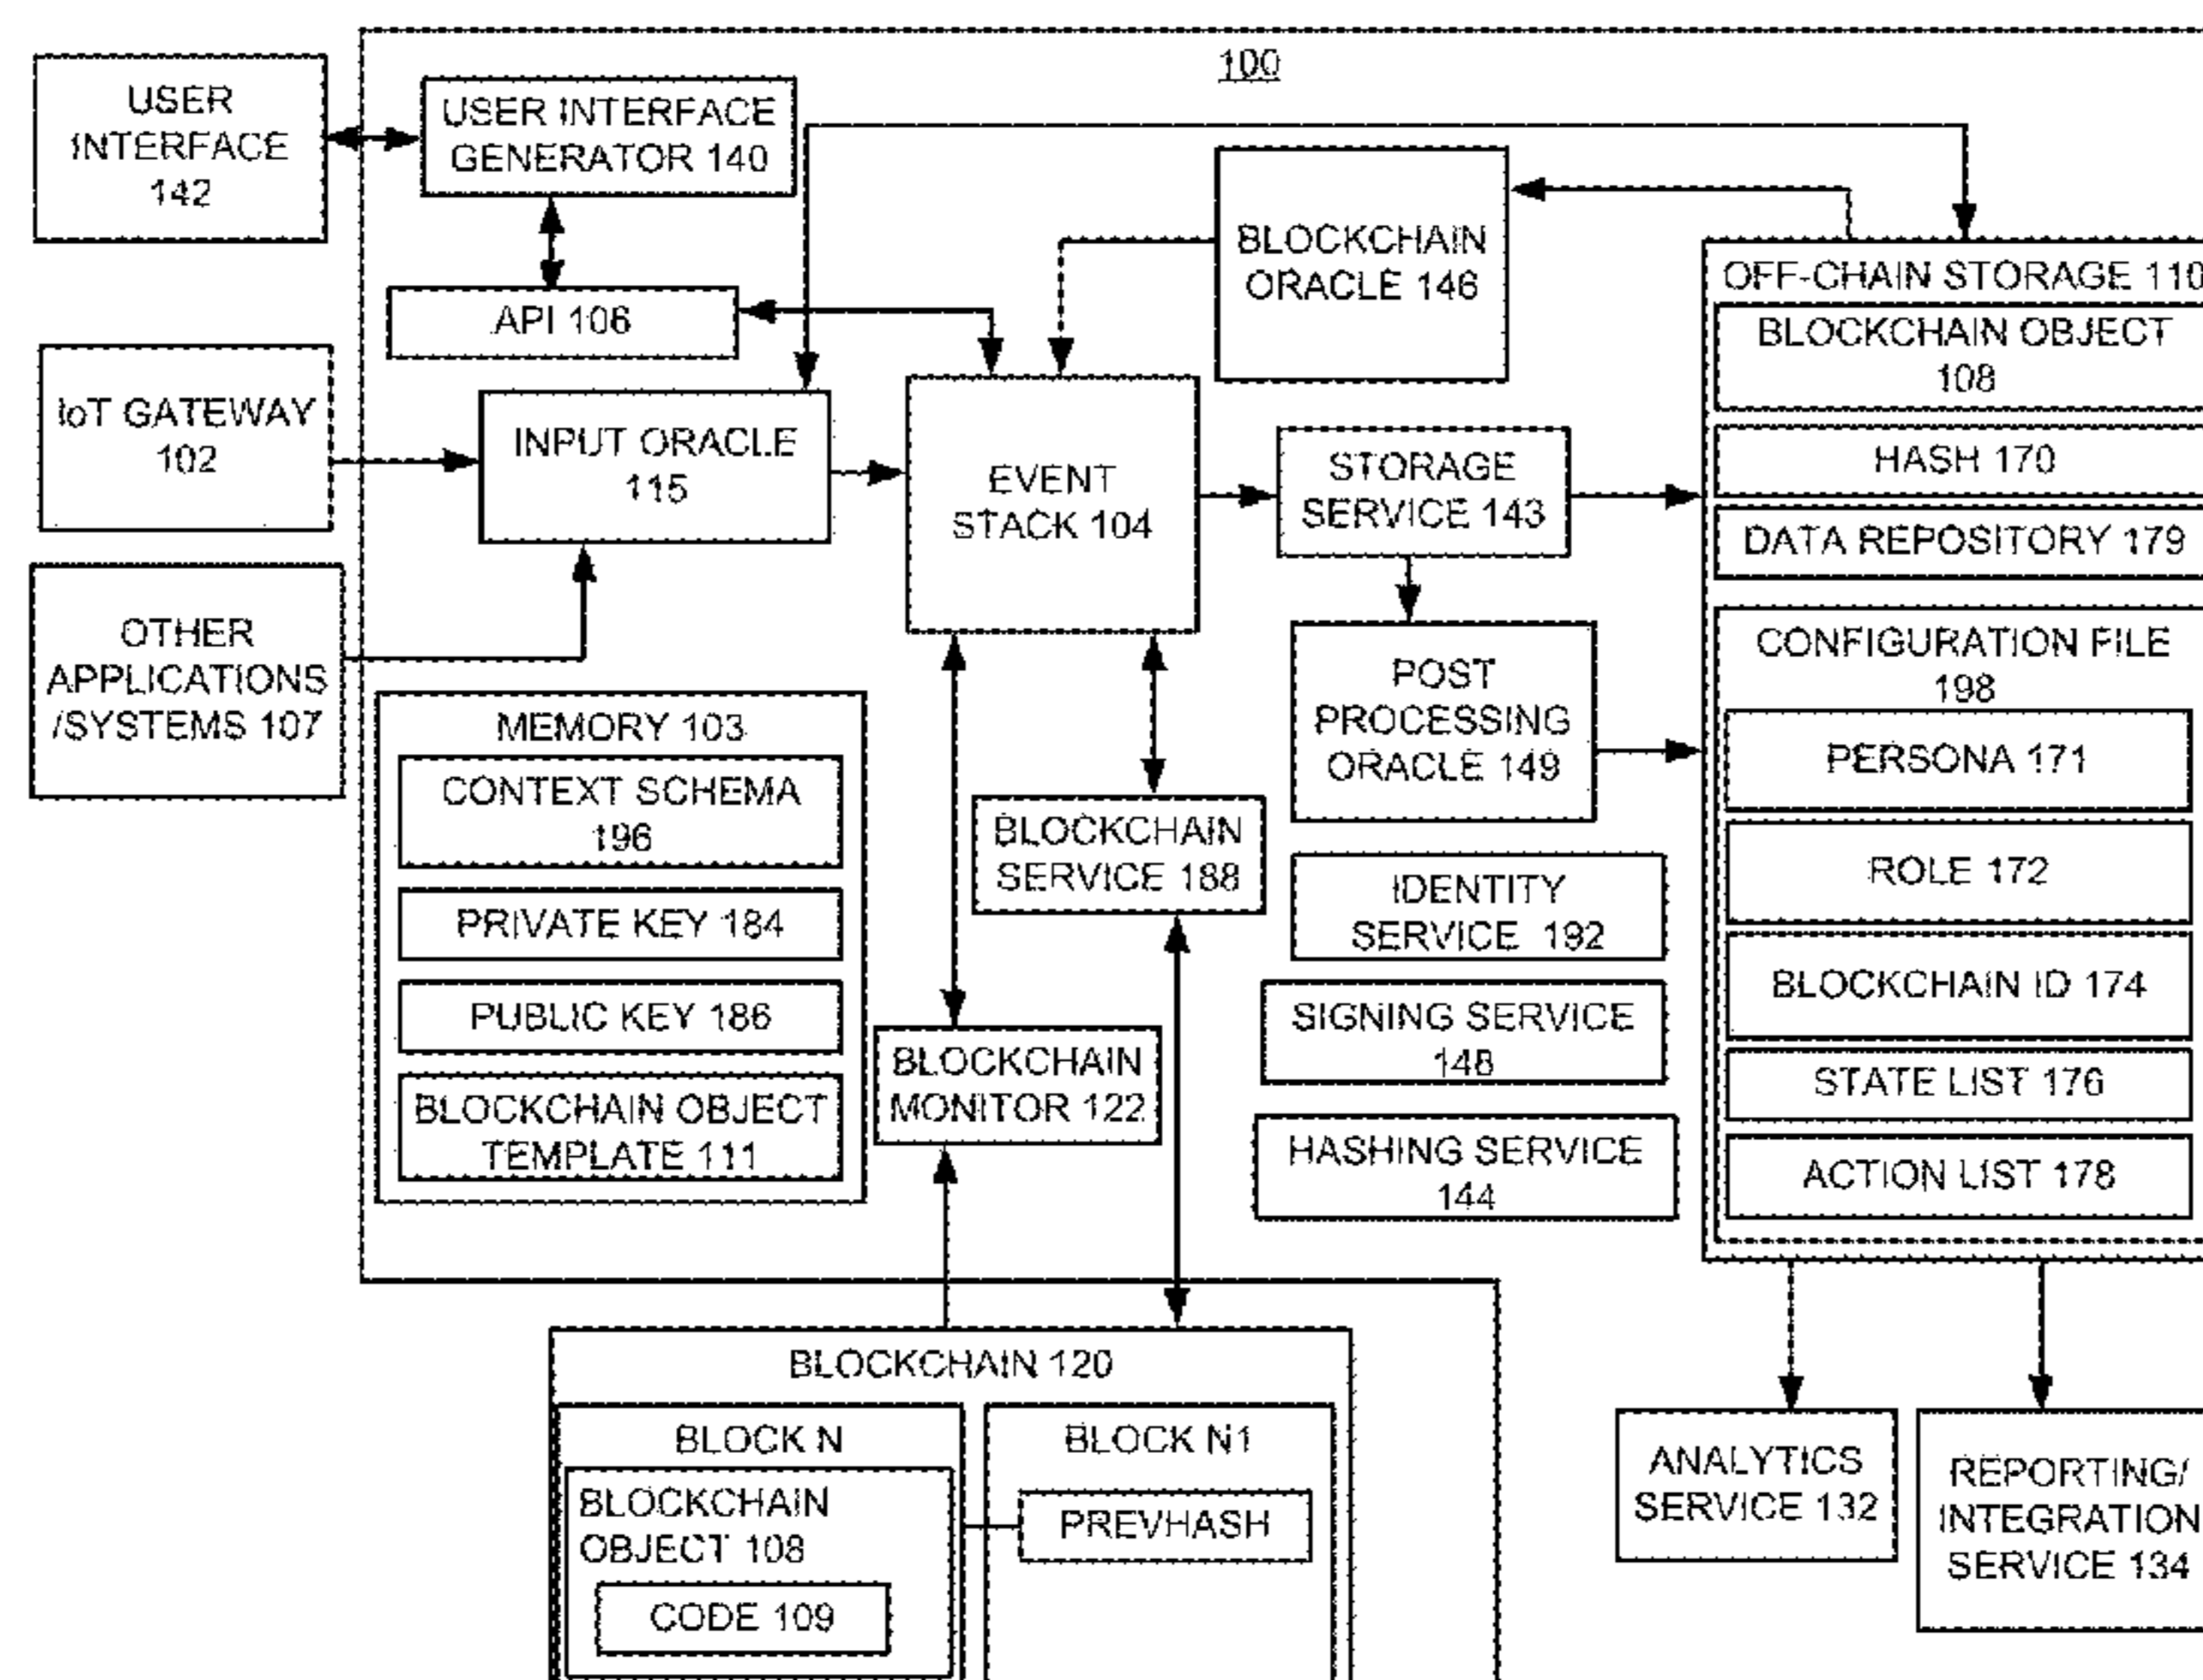 100
USER
INTERFACE
142
USER INTERFACE
GENERATOR 140
API 106
IoT GATEWAY
102
INPUT ORACLE
115
OTHER
APPLICATIONS
/SYSTEMS 107
EVENT
STACK 104
BLOCKCHAIN
ORACLE 146
STORAGE
SERVICE 143
POST
PROCESSING
ORACLE 149
OFF-CHAIN STORAGE 110
BLOCKCHAIN OBJECT
108
HASH 170
DATA REPOSITORY 179
CONFIGURATION FILE
198
PERSONA 171
ROLE 172
BLOCKCHAIN ID 174
STATE LIST 176
ACTION LIST 178
MEMORY 103
CONTEXT SCHEMA
196
PRIVATE KEY 184
PUBLIC KEY 186
BLOCKCHAIN OBJECT
TEMPLATE 111
BLOCKCHAIN
SERVICE 188
BLOCKCHAIN
MONITOR 122
IDENTITY
SERVICE 192
SIGNING SERVICE
148
HASHING SERVICE
144
BLOCKCHAIN 120
BLOCK N
BLOCKCHAIN
OBJECT 108
CODE 109
BLOCK N1
PREVHASH
ANALYTICS
SERVICE 132
REPORTING/
INTEGRATION
SERVICE 134